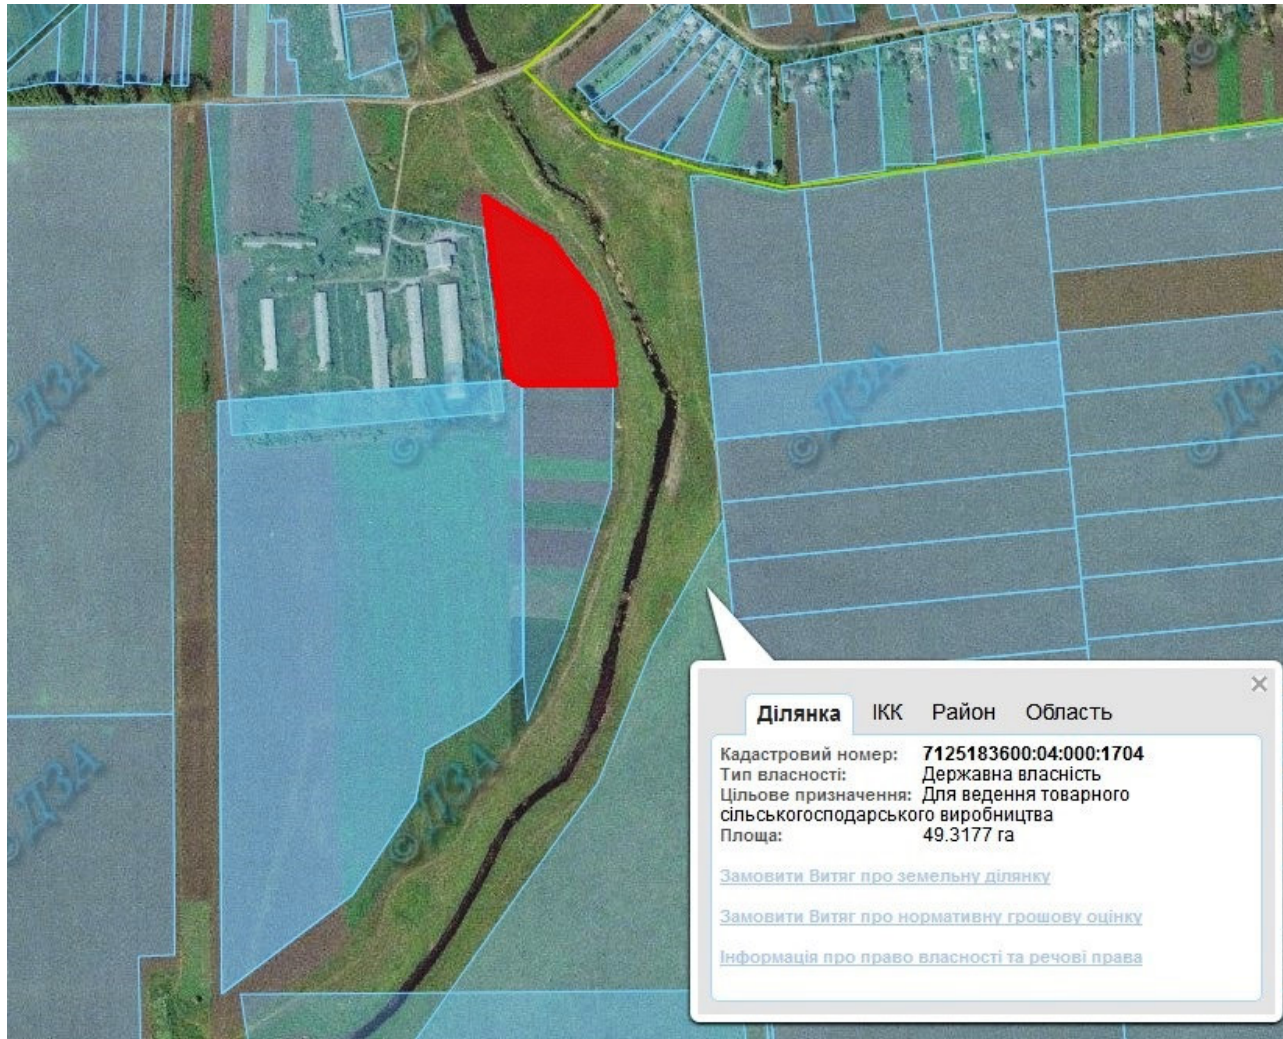 © ДЗА
© ДЗА
© ДЗА
© ДЗА
© ДЗА
© ДЗА
Ділянка ІКК Район Область
Кадастровий номер: 7125183600:04:000:1704
Тип власності: Державна власність
Цільове призначення: Для ведення товарного
сільськогосподарського виробництва
Площа: 49.3177 га
Замовити Витяг про земельну ділянку
Замовити Витяг про нормативну грошову оцінку
Інформація про право власності та речові права